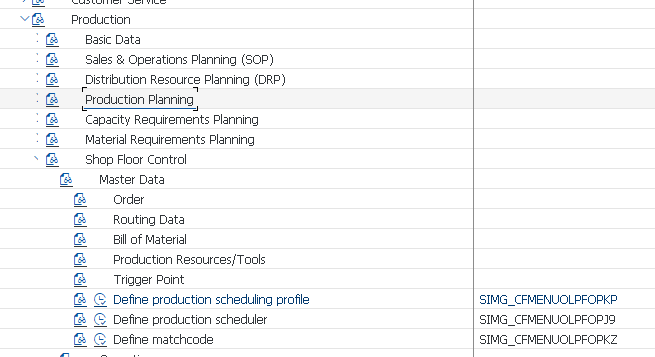 Customer Service
Production
Basic Data
Sales & Operations Planning (SOP)
Distribution Resource Planning (DRP)
Production Planning
Capacity Requirements Planning
Material Requirements Planning
Shop Floor Control
Master Data
Order
Routing Data
Bill of Material
Production Resources/Tools
Trigger Point
Define production scheduling profile SIMG_CFMENUOLPFOPKP
Define production scheduler SIMG_CFMENUOLPFOPJ9
Define matchcode SIMG_CFMENUOLPFOPKZ